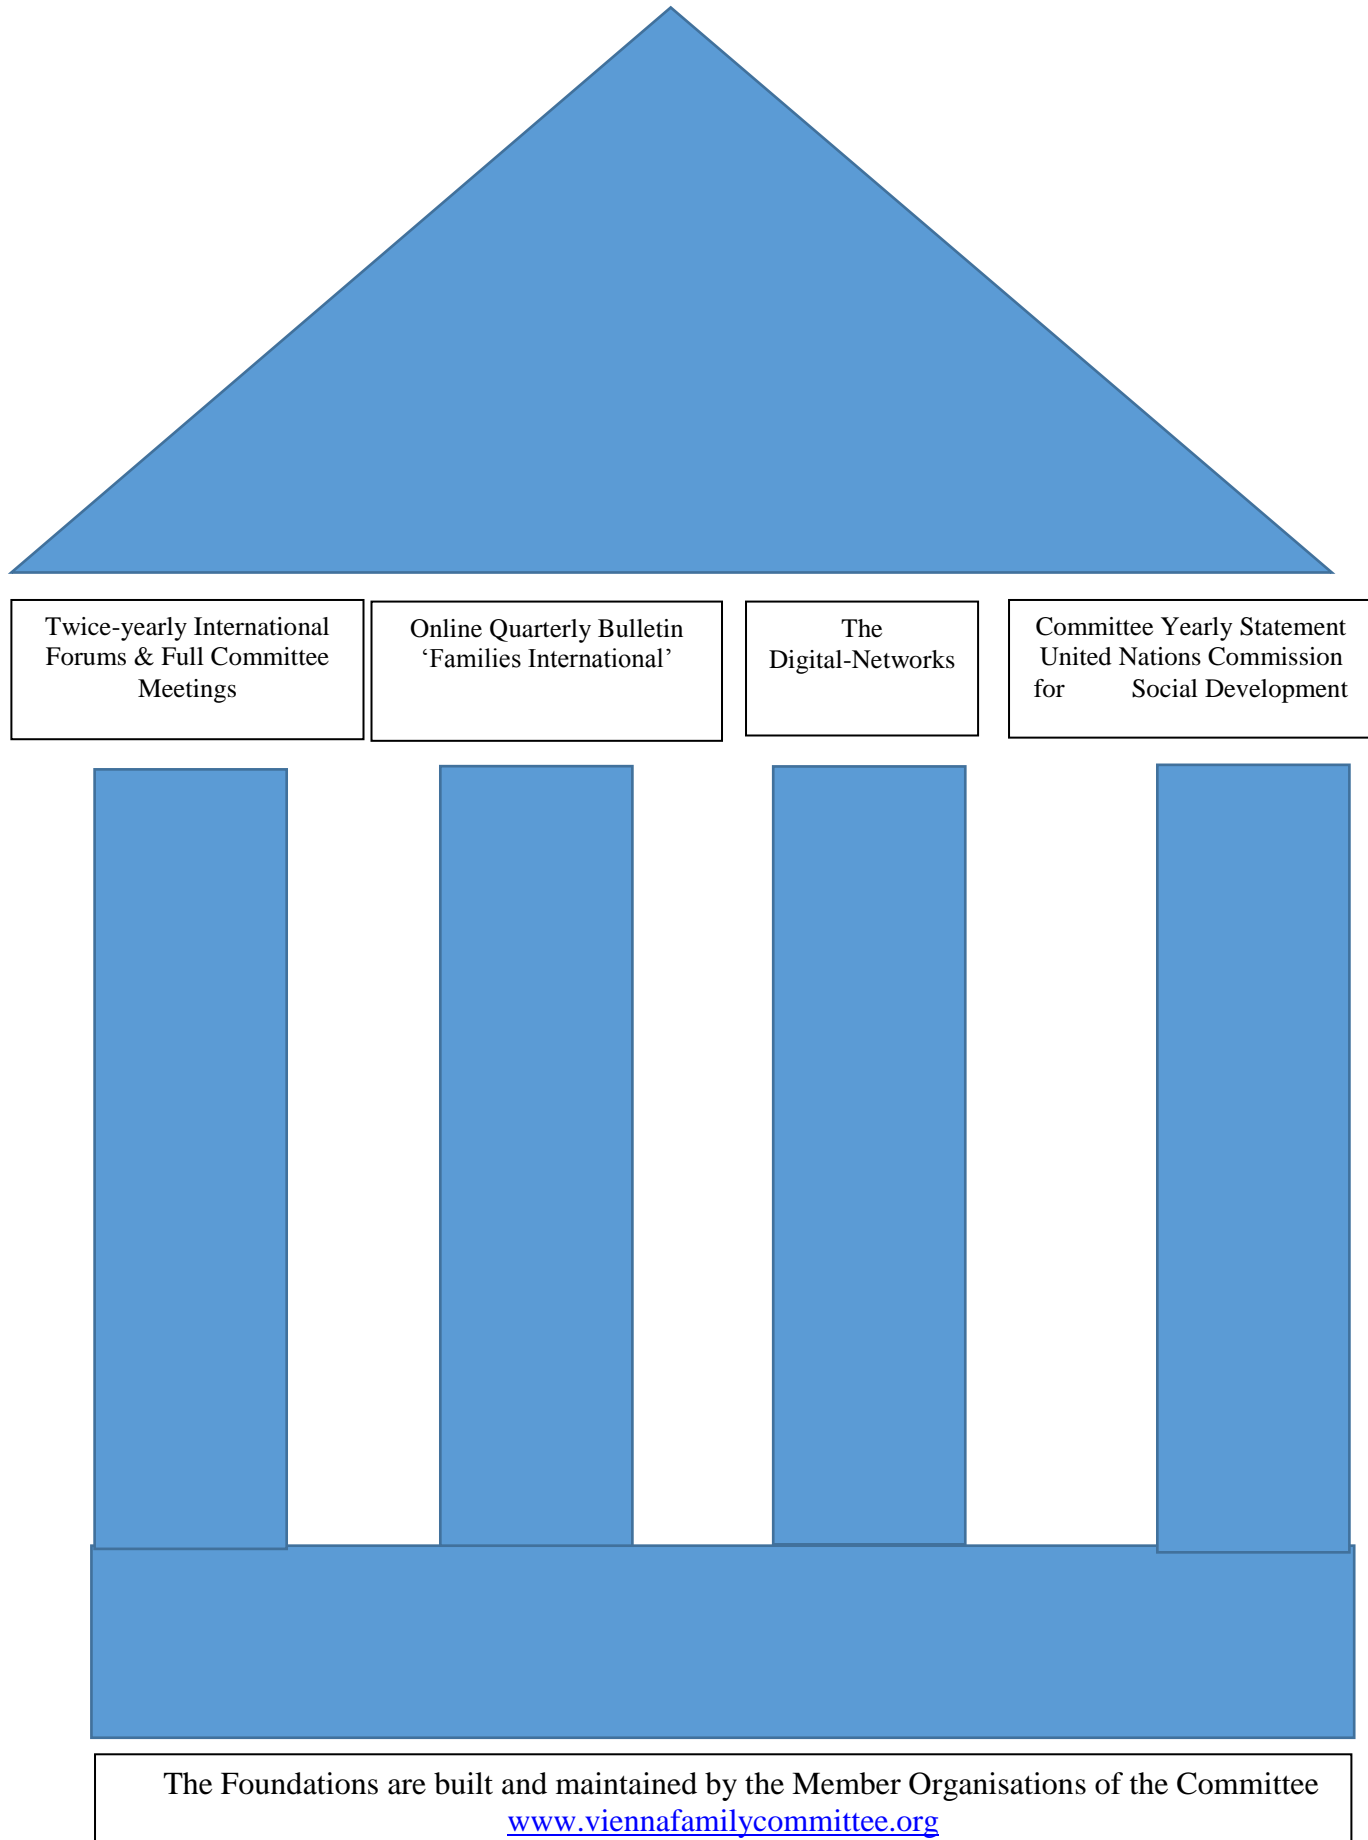 Twice-yearly International
Forums & Full Committee
Meetings
Online Quarterly Bulletin
‘Families International’
The
Digital-Networks
Committee Yearly Statement
United Nations Commission
for Social Development
The Foundations are built and maintained by the Member Organisations of the Committee
www.viennafamilycommittee.org